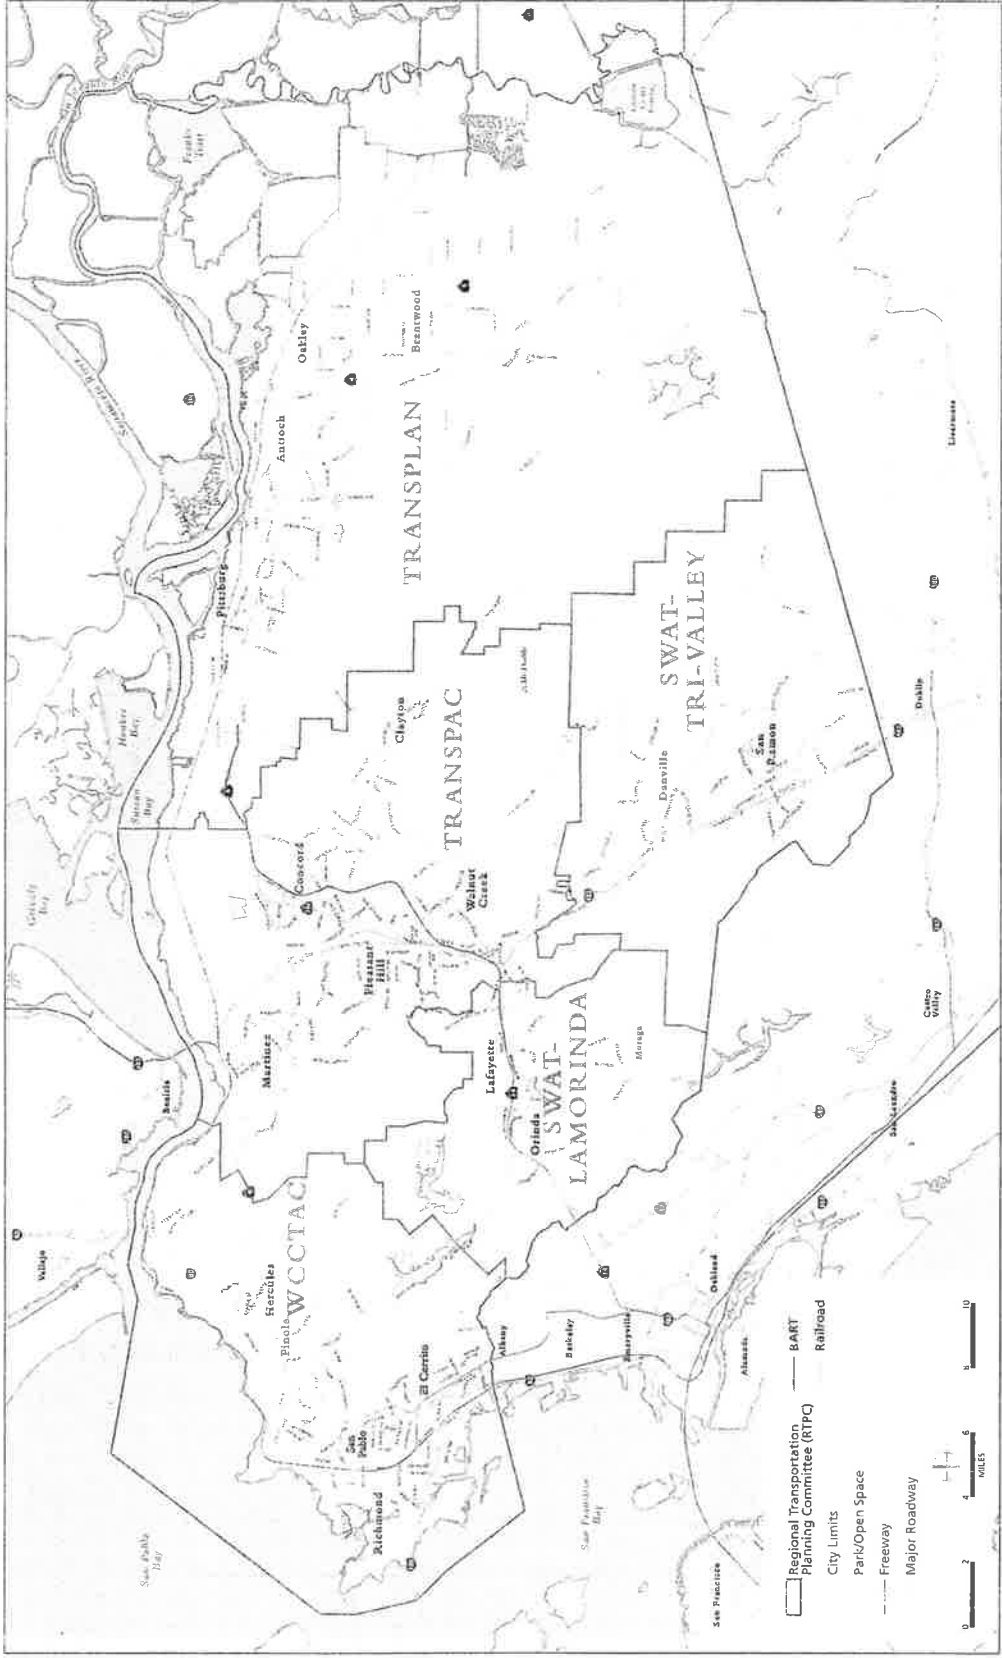 San Pablo
Bay
Vallejo
Benicia
Grizzly
Bay
Suisun
Bay
Honker
Bay
Sacramento River
Franks
Tract
Hercules
Pinole
WCCTAC
San
Pablo
Richmond
El Cerrito
Martinez
Concord
Pleasant
Hill
Walnut
Creek
Clayton
TRANSPAC
Pittsburg
Antioch
Oakley
Brentwood
TRANSPLAN
Lafayette
Orinda
SWAT-
LAMORINDA
Moraga
Danville
SWAT-
TRI-VALLEY
San
Ramon
Albany
Berkeley
Emeryville
Oakland
Alameda
San Leandro
Castro
Valley
Dublin
Livermore
San Francisco
Bay
San Francisco
Regional Transportation
Planning Committee (RTPC)
City Limits
Park/Open Space
Freeway
Major Roadway
BART
Railroad
0 2 4 6 8 10
MILES